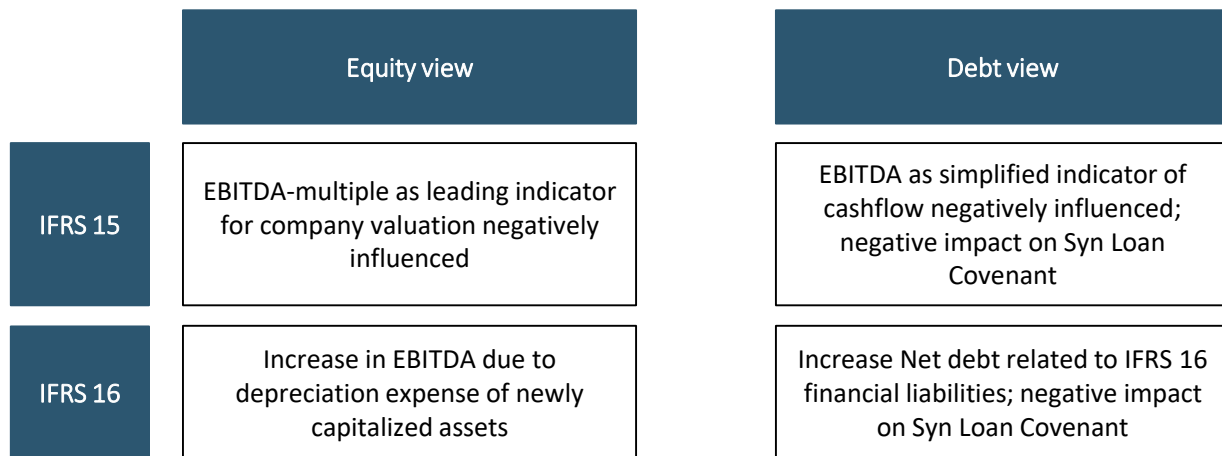 Equity view
Debt view
IFRS 15
EBITDA-multiple as leading indicator
for company valuation negatively
influenced
EBITDA as simplified indicator of
cashflow negatively influenced;
negative impact on Syn Loan
Covenant
IFRS 16
Increase in EBITDA due to
depreciation expense of newly
capitalized assets
Increase Net debt related to IFRS 16
financial liabilities; negative impact
on Syn Loan Covenant